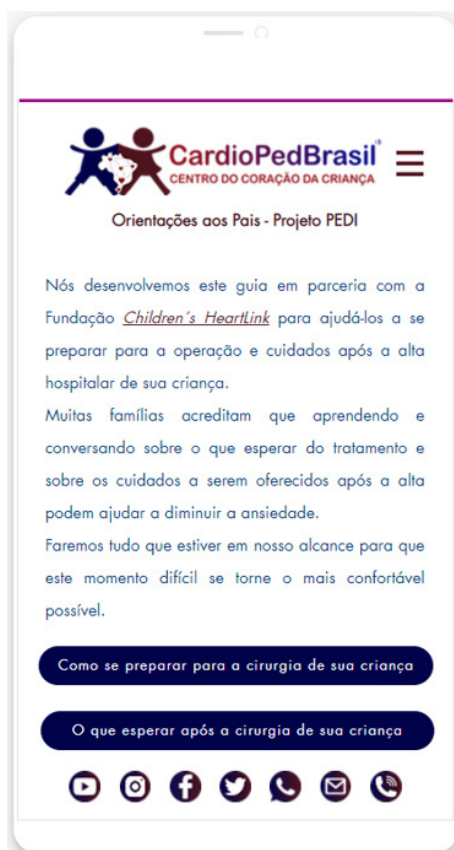 CardioPedBrasil®
CENTRO DO CORAÇÃO DA CRIANÇA
Orientações aos Pais - Projeto PEDI
Nós desenvolvemos este guia em parceria com a
Fundação Children´s HeartLink para ajudá-los a se
preparar para a operação e cuidados após a alta
hospitalar de sua criança.
Muitas famílias acreditam que aprendendo e
conversando sobre o que esperar do tratamento e
sobre os cuidados a serem oferecidos após a alta
podem ajudar a diminuir a ansiedade.
Faremos tudo que estiver em nosso alcance para que
este momento difícil se torne o mais confortável
possível.
Como se preparar para a cirurgia de sua criança
O que esperar após a cirurgia de sua criança